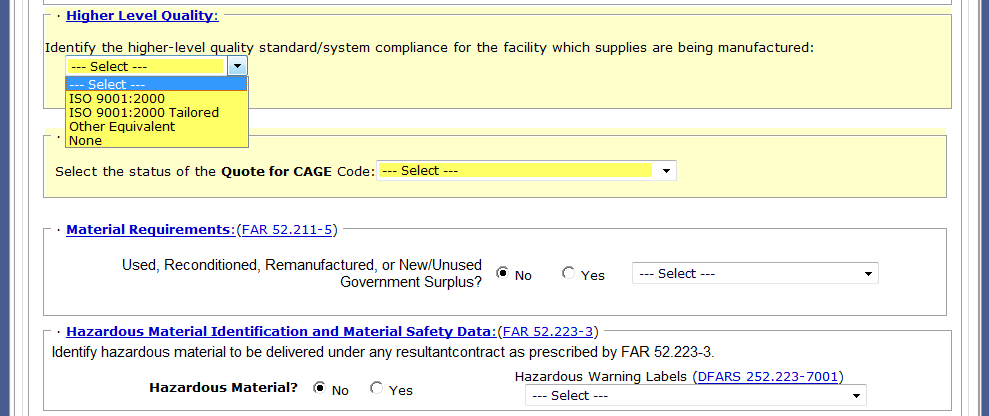 · Higher Level Quality:
Identify the higher-level quality standard/system compliance for the facility which supplies are being manufactured:
--- Select ---
--- Select ---
ISO 9001:2000
ISO 9001:2000 Tailored
Other Equivalent
None
Select the status of the Quote for CAGE Code: --- Select ---
· Material Requirements:(FAR 52.211-5)
Used, Reconditioned, Remanufactured, or New/Unused
Government Surplus?
No Yes --- Select ---
· Hazardous Material Identification and Material Safety Data:(FAR 52.223-3)
Identify hazardous material to be delivered under any resultantcontract as prescribed by FAR 52.223-3.
Hazardous Material? No Yes
Hazardous Warning Labels (DFARS 252.223-7001)
--- Select ---